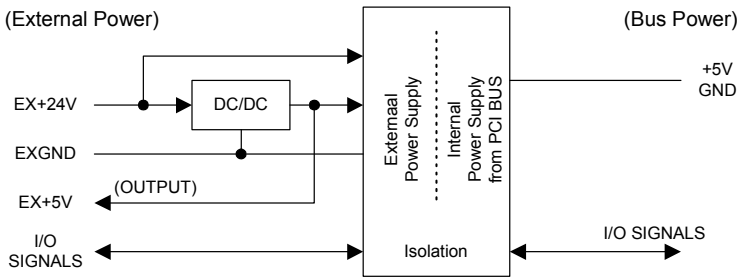 (External Power)
(Bus Power)
EX+24V
DC/DC
EXGND
EX+5V
(OUTPUT)
I/O
SIGNALS
Externaal
Power Supply
Internal
Power Supply
from PCI BUS
Isolation
+5V
GND
I/O SIGNALS